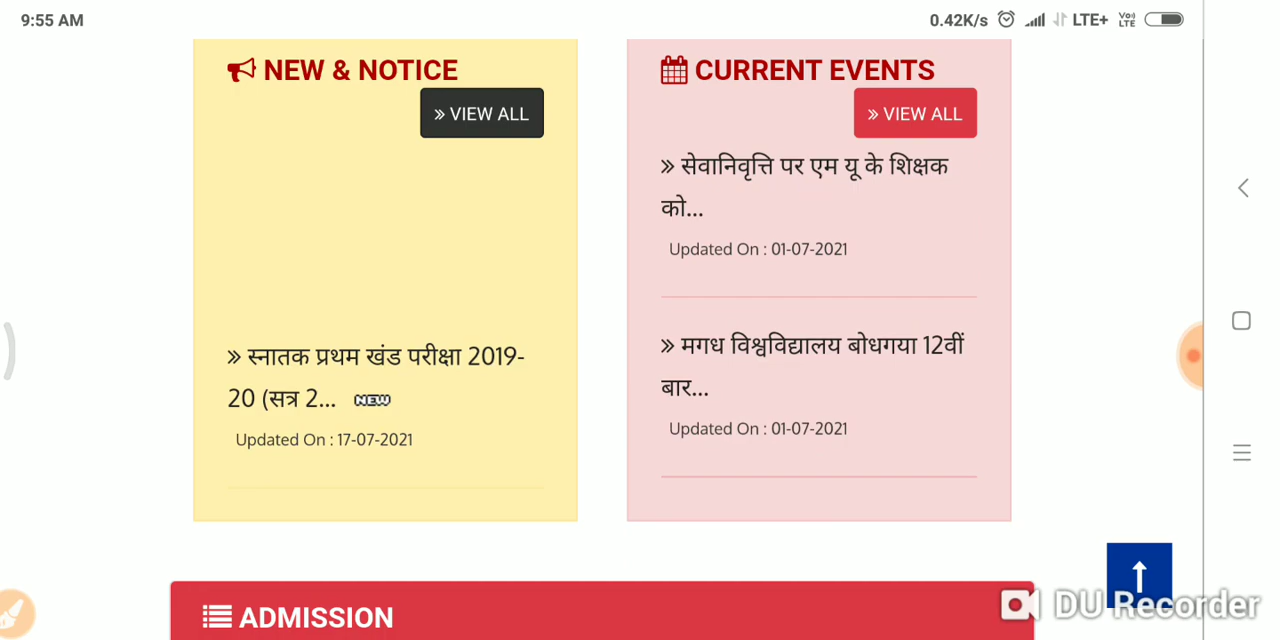 9:55 AM
0.42K/s LTE+ Vo)) LTE
NEW & NOTICE
» VIEW ALL
» स्नातक प्रथम खंड परीक्षा 2019-
20 (सत्र 2... NEW
Updated On : 17-07-2021
CURRENT EVENTS
» VIEW ALL
» सेवानिवृत्ति पर एम यू के शिक्षक
को...
Updated On : 01-07-2021
» मगध विश्वविद्यालय बोधगया 12वीं
बार...
Updated On : 01-07-2021
ADMISSION
DU Recorder